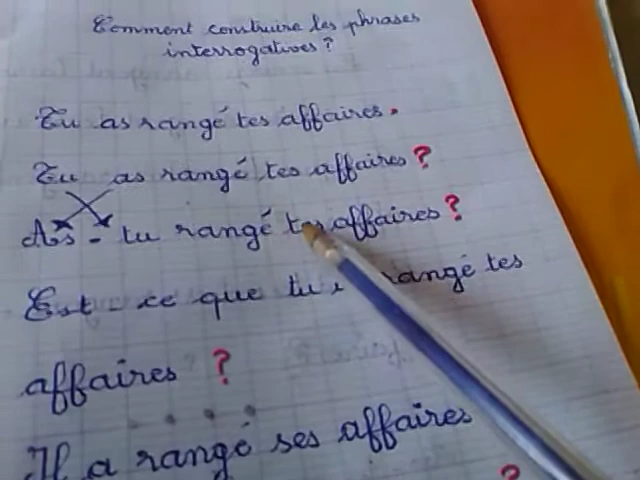 Comment construire les phrases
interrogatives ?
Tu as rangé tes affaires.
Tu as rangé tes affaires ?
As-tu rangé tes affaires ?
Est-ce que tu rangé tes
affaires ?
Il a rangé ses affaires
?